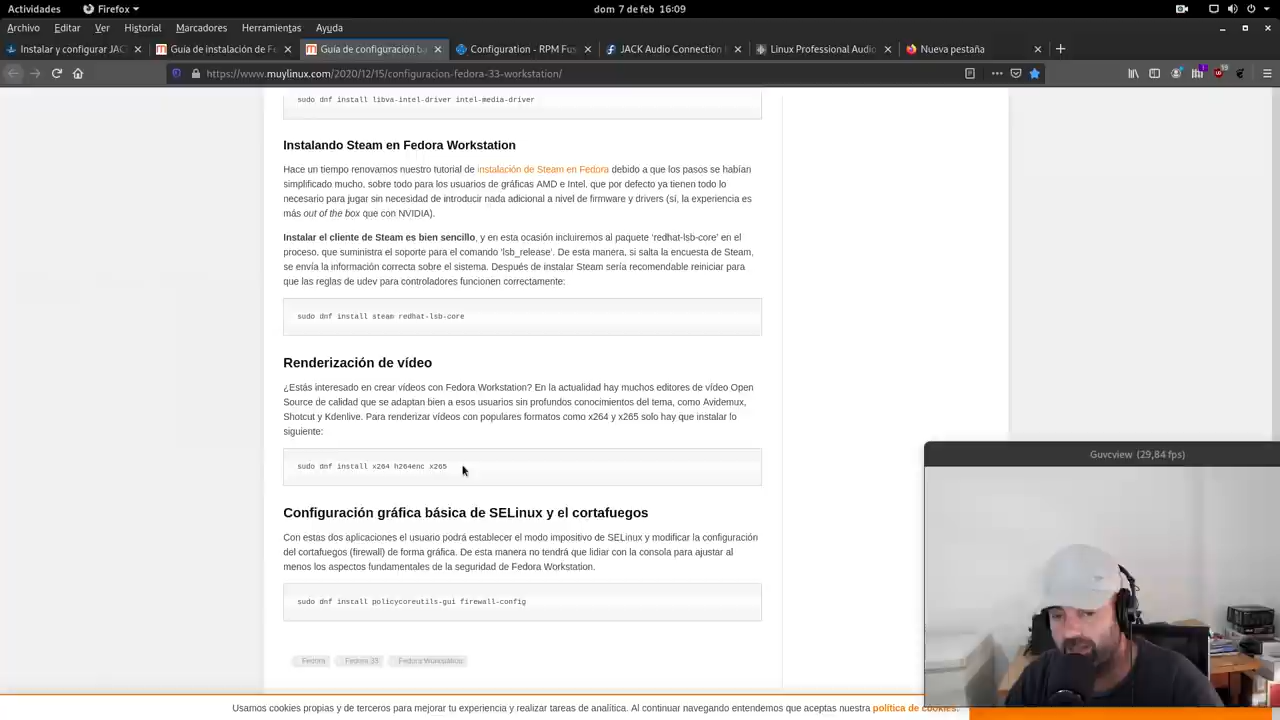 Actividades
Firefox
dom 7 de feb 16:09
Archivo Editar Ver Historial Marcadores Herramientas Ayuda
Instalar y configurar JAC
Guia de instalación de F
Guía de configuración b
Configuration - RPM Fus
JACK Audio Connection
Linux Professional Audio
Nueva pestaña
https://www.muylinux.com/2020/12/15/configuracion-fedora-33-workstation/
sudo dnf install libva-intel-driver intel-media-driver
Instalando Steam en Fedora Workstation
Hace un tiempo renovamos nuestro tutorial de instalación de Steam en Fedora debido a que los pasos se habían
simplificado mucho, sobre todo para los usuarios de gráficas AMD e Intel, que por defecto ya tienen todo lo
necesario para jugar sin necesidad de introducir nada adicional a nivel de firmware y drivers (sí, la experiencia es
más out of the box que con NVIDIA).
Instalar el cliente de Steam es bien sencillo, y en esta ocasión incluiremos al paquete ‘redhat-lsb-core’ en el
proceso, que suministra el soporte para el comando ‘lsb_release’. De esta manera, si salta la encuesta de Steam,
se envía la información correcta sobre el sistema. Después de instalar Steam sería recomendable reiniciar para
que las reglas de udev para controladores funcionen correctamente:
sudo dnf install steam redhat-lsb-core
Renderización de vídeo
¿Estás interesado en crear vídeos con Fedora Workstation? En la actualidad hay muchos editores de vídeo Open
Source de calidad que se adaptan bien a esos usuarios sin profundos conocimientos del tema, como Avidemux,
Shotcut y Kdenlive. Para renderizar vídeos con populares formatos como x264 y x265 solo hay que instalar lo
siguiente:
sudo dnf install x264 h264enc x265
Guvcview (29,84 fps)
Configuración gráfica básica de SELinux y el cortafuegos
Con estas dos aplicaciones el usuario podrá establecer el modo impositivo de SELinux y modificar la configuración
del cortafuegos (firewall) de forma gráfica. De esta manera no tendrá que lidiar con la consola para ajustar al
menos los aspectos fundamentales de la seguridad de Fedora Workstation.
sudo dnf install policycoreutils-gui firewall-config
Fedora
Fedora 33
Fedora Workstation
Usamos cookies propias y de terceros para mejorar tu experiencia y realizar tareas de analítica. Al continuar navegando entendemos que aceptas nuestra política de cookies.